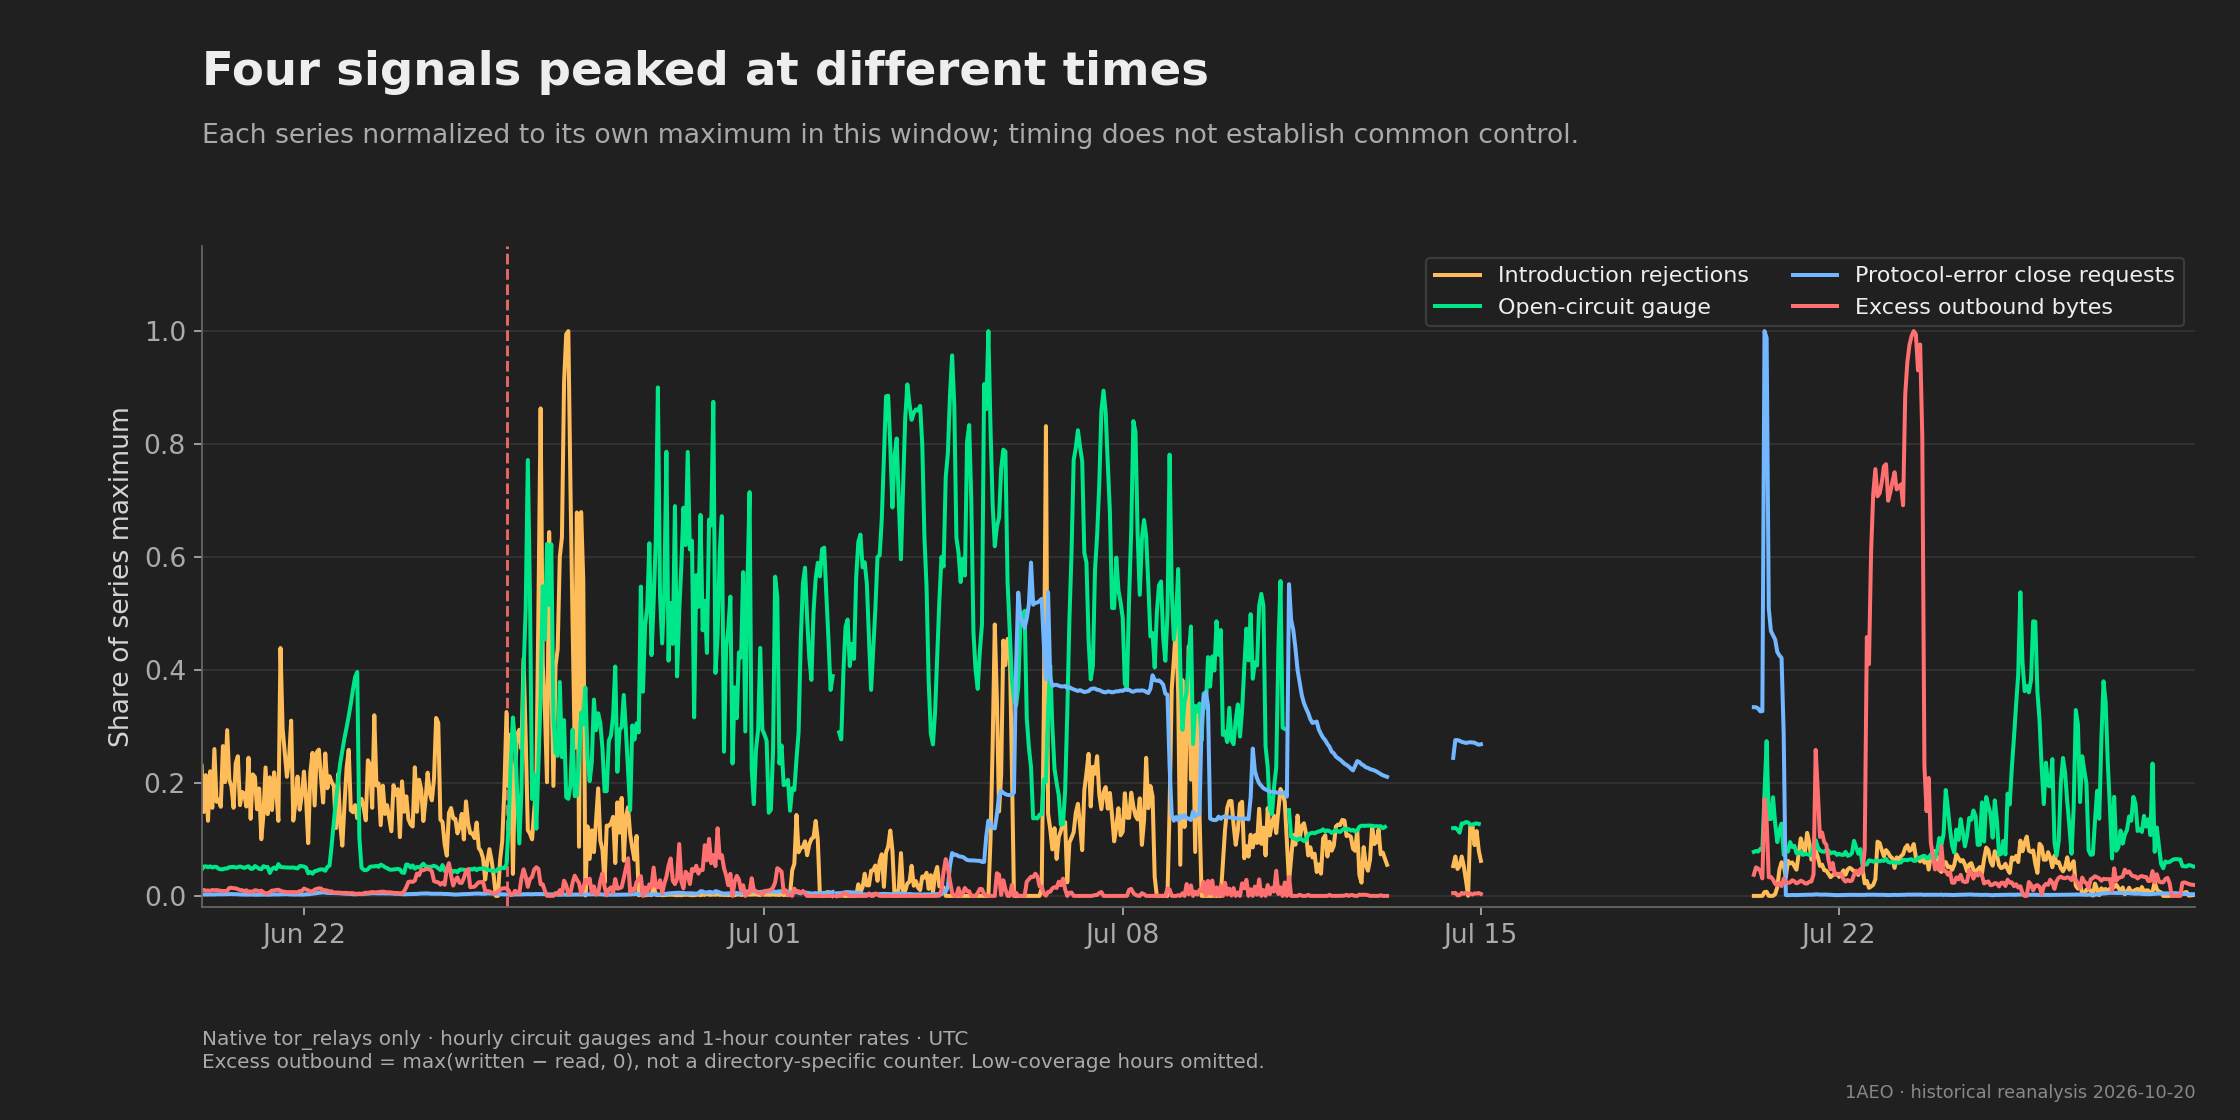 Four signals peaked at different times
Each series normalized to its own maximum in this window; timing does not establish common control.
Introduction rejections
Open-circuit gauge
Protocol-error close requests
Excess outbound bytes
Share of series maximum
1.0
0.8
0.6
0.4
0.2
0.0
Jun 22
Jul 01
Jul 08
Jul 15
Jul 22
Native tor_relays only · hourly circuit gauges and 1-hour counter rates · UTC
Excess outbound = max(written − read, 0), not a directory-specific counter. Low-coverage hours omitted.
1AEO · historical reanalysis 2026-10-20